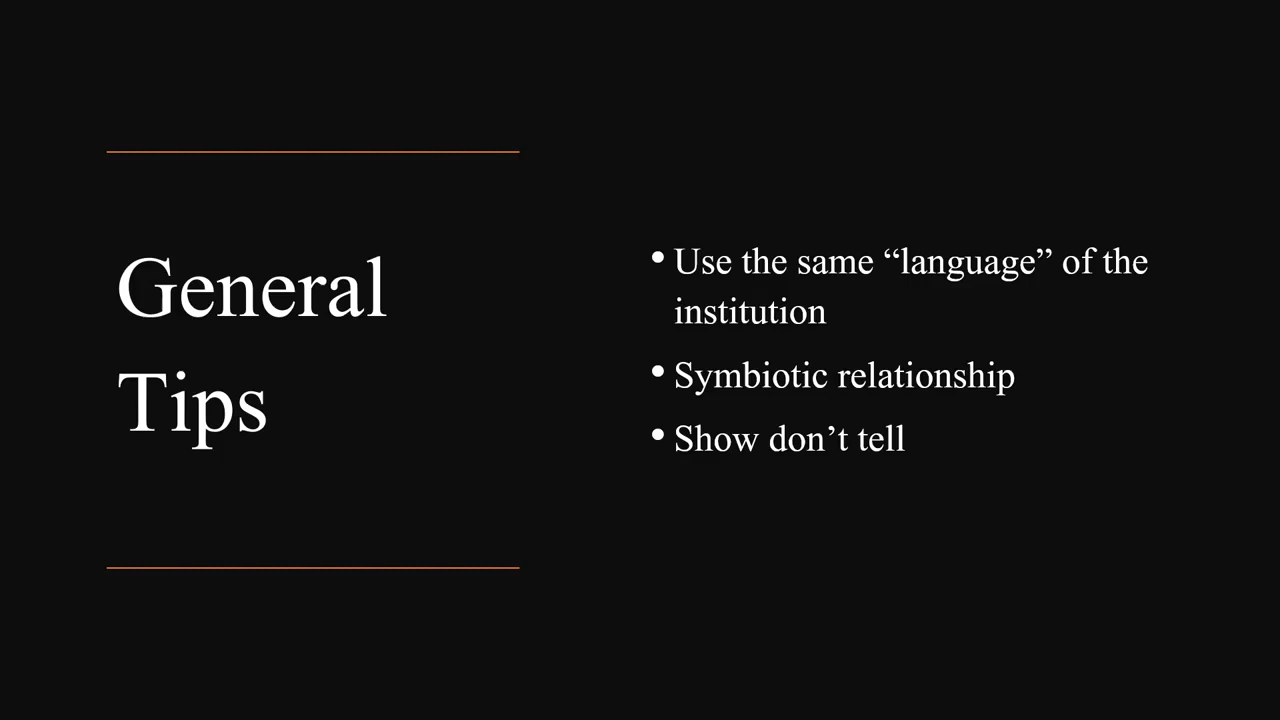 General
Tips
• Use the same “language” of the
institution
• Symbiotic relationship
• Show don’t tell